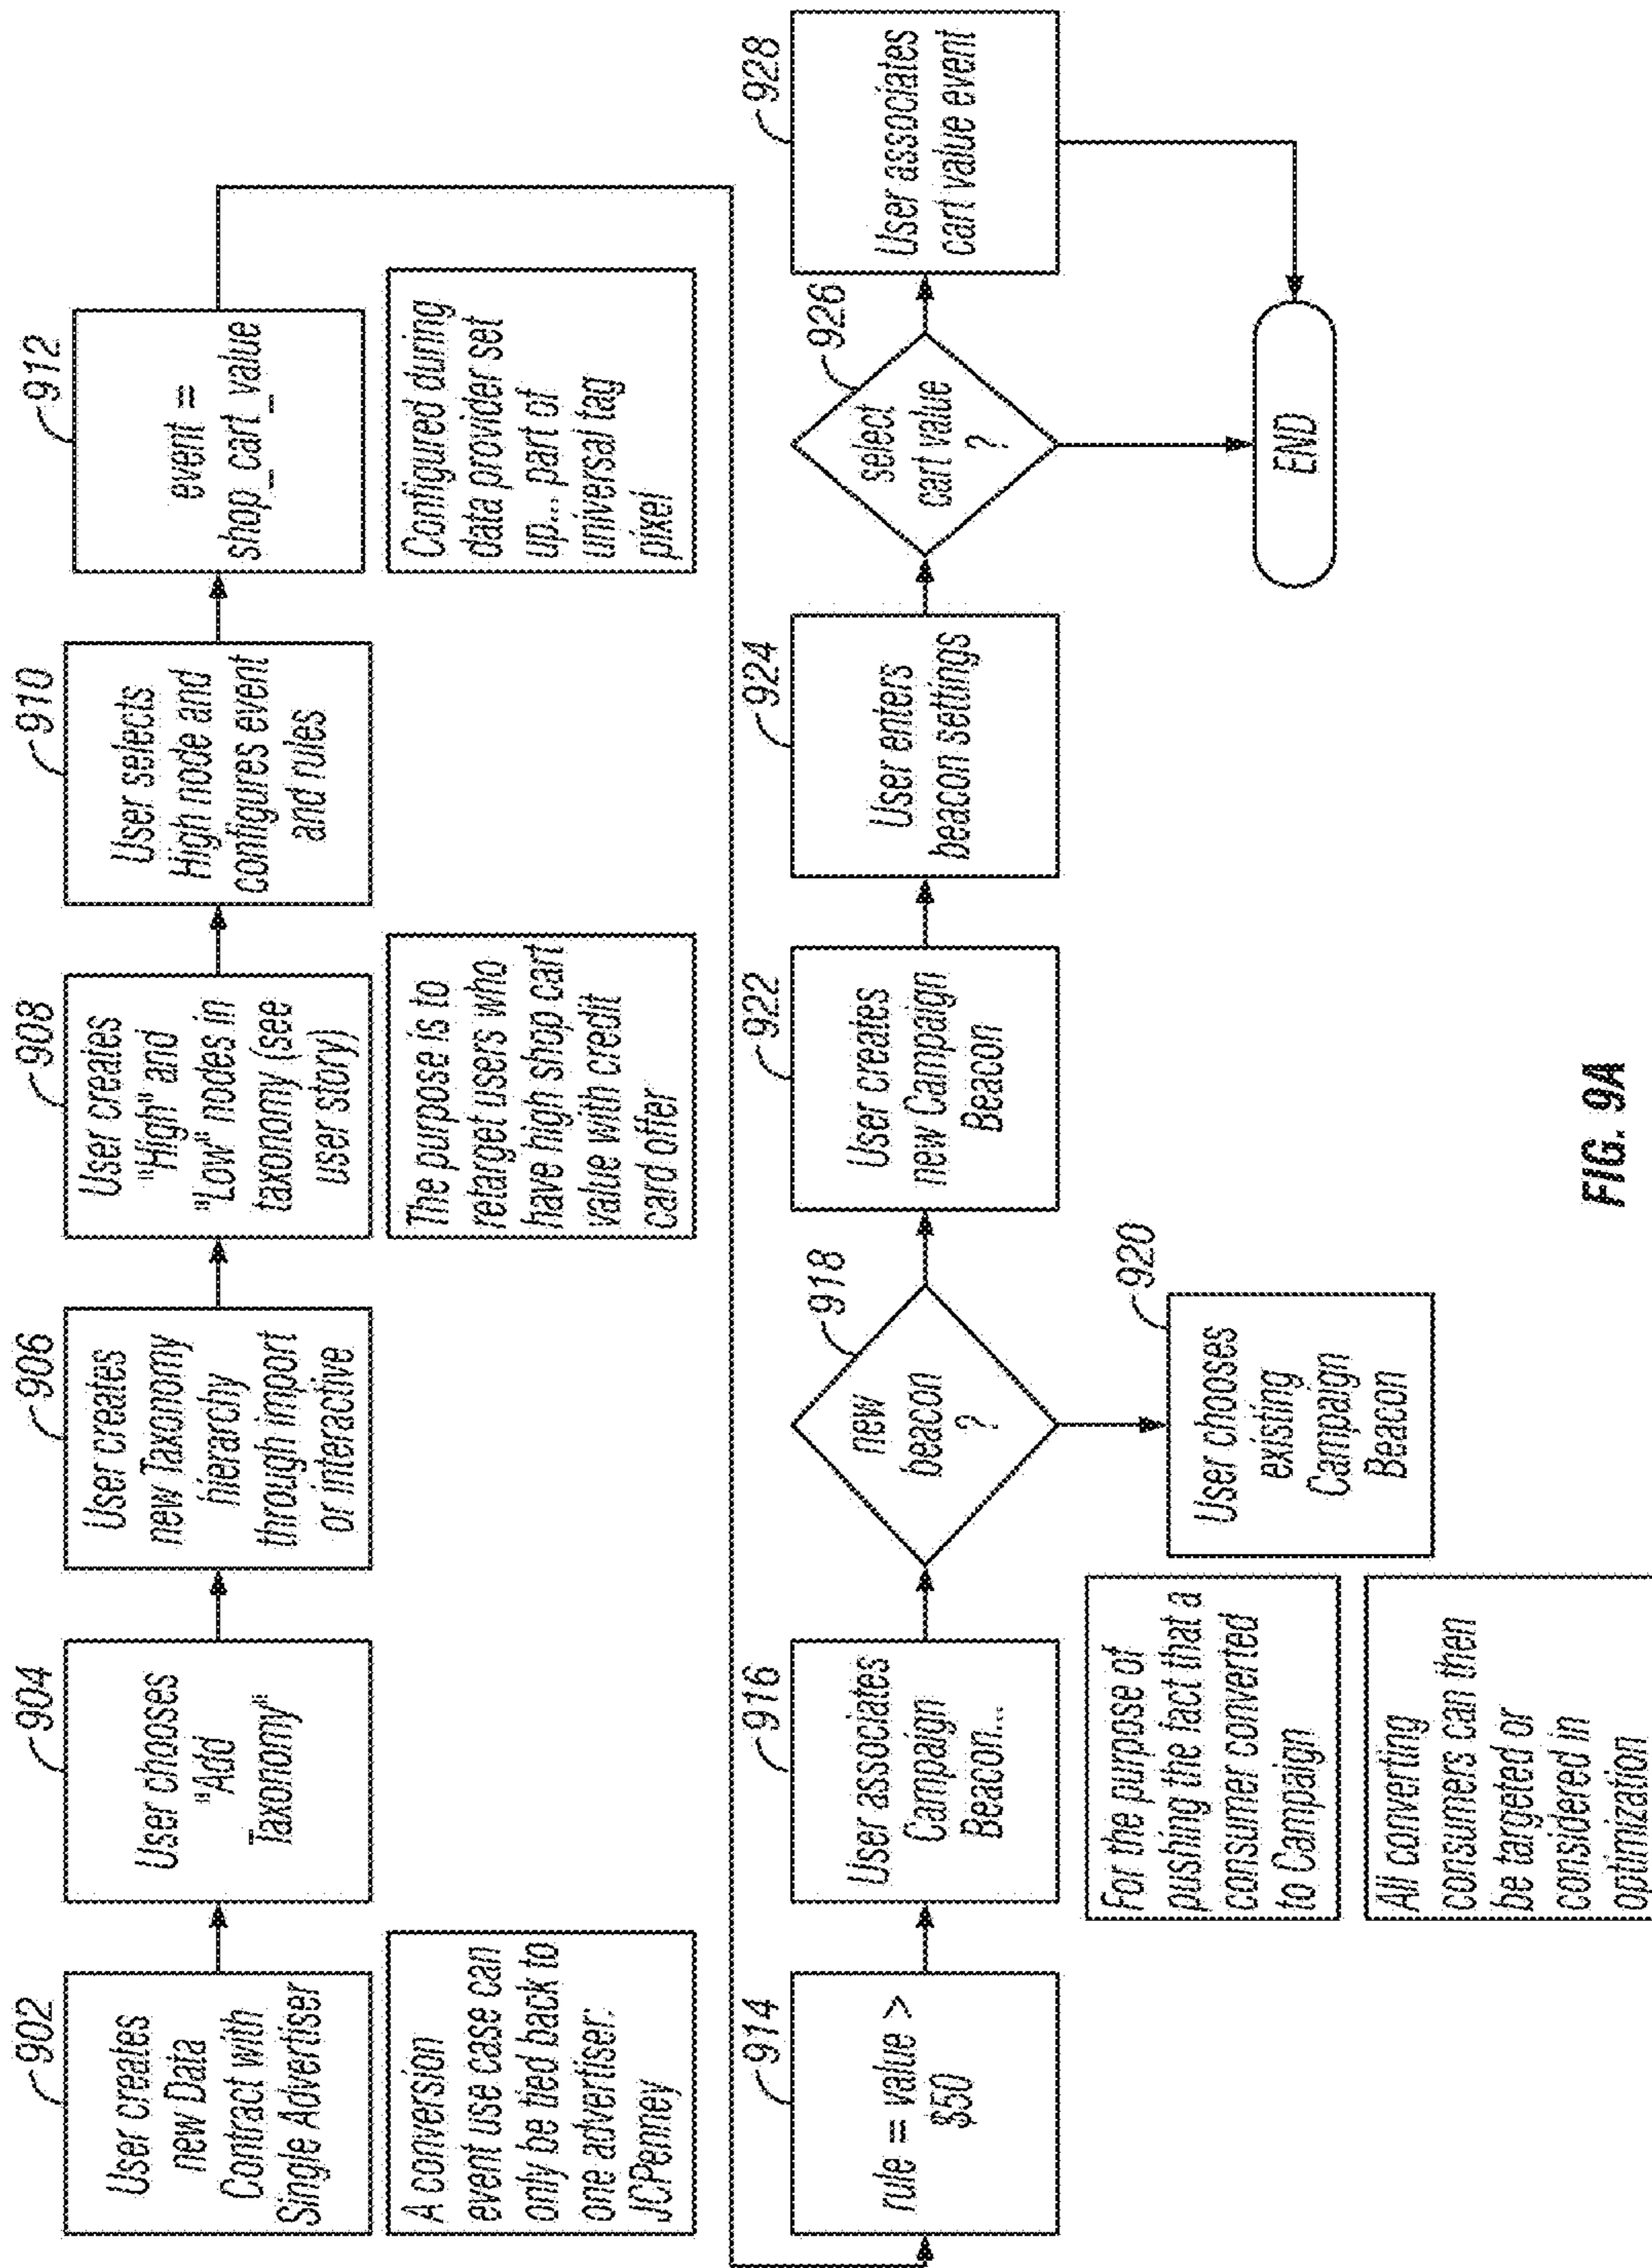 902
User creates
new Data
Contract with
Single Advertiser
A conversion
event use case can
only be tied back to
one advertiser.
JCPenney
904
User chooses
"Add
Taxonomy"
906
User creates
new Taxonomy
hierarchy
through import
or interactive
908
User creates
"High" and
"Low" nodes in
taxonomy (see
user story)
The purpose is to
retarget users who
have high shop cart
value with credit
card offer
910
User selects
High node and
configures event
and rules
912
event =
shop_cart_value
Configured during
data provider set
up... part of
universal tag
pixel
914
rule = value >
$50
916
User associates
Campaign
Beacon...
For the purpose of
pushing the fact that a
consumer converted
to Campaign
All converting
consumers can then
be targeted or
considered in
optimization
918
new
beacon
?
920
User chooses
existing
Campaign
Beacon
922
User creates
new Campaign
Beacon
924
User enters
beacon settings
926
select
cart value
?
928
User associates
cart value event
END
FIG. 9A